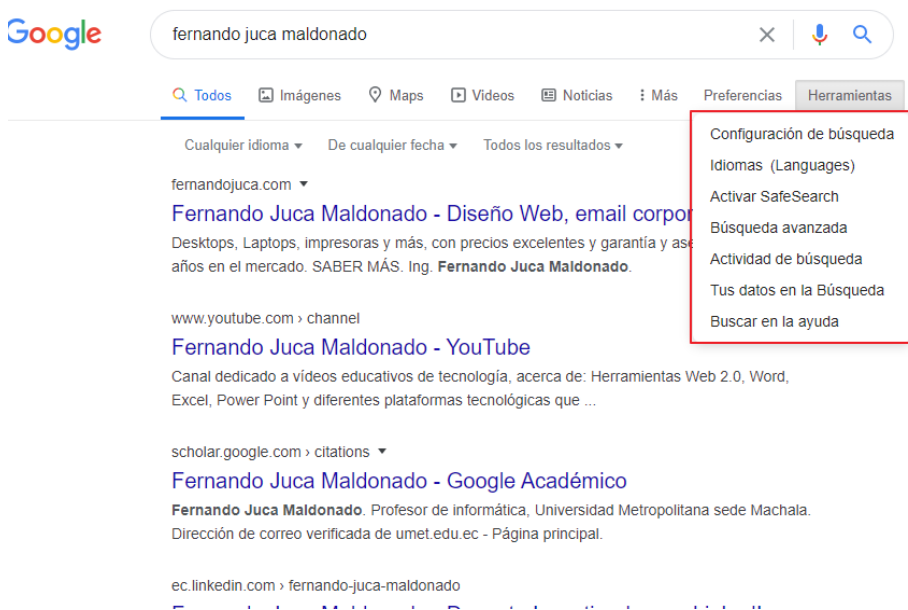 Google
fernando juca maldonado
Todos Imágenes Maps Videos Noticias Más Preferencias Herramientas
Cualquier idioma De cualquier fecha Todos los resultados
Configuración de búsqueda
Idiomas (Languages)
Activar SafeSearch
Búsqueda avanzada
Actividad de búsqueda
Tus datos en la Búsqueda
Buscar en la ayuda
fernandojuca.com
Fernando Juca Maldonado - Diseño Web, email
Desktops, Laptops, impresoras y más, con precios excelentes y garantía y
años en el mercado. SABER MÁS. Ing. Fernando Juca Maldonado.
www.youtube.com › channel
Fernando Juca Maldonado - YouTube
Canal dedicado a vídeos educativos de tecnología, acerca de: Herramientas Web 2.0, Word,
Excel, Power Point y diferentes plataformas tecnológicas que ...
scholar.google.com › citations
Fernando Juca Maldonado - Google Académico
Fernando Juca Maldonado. Profesor de informática, Universidad Metropolitana sede Machala.
Dirección de correo verificada de umet.edu.ec - Página principal.
ec.linkedin.com › fernando-juca-maldonado